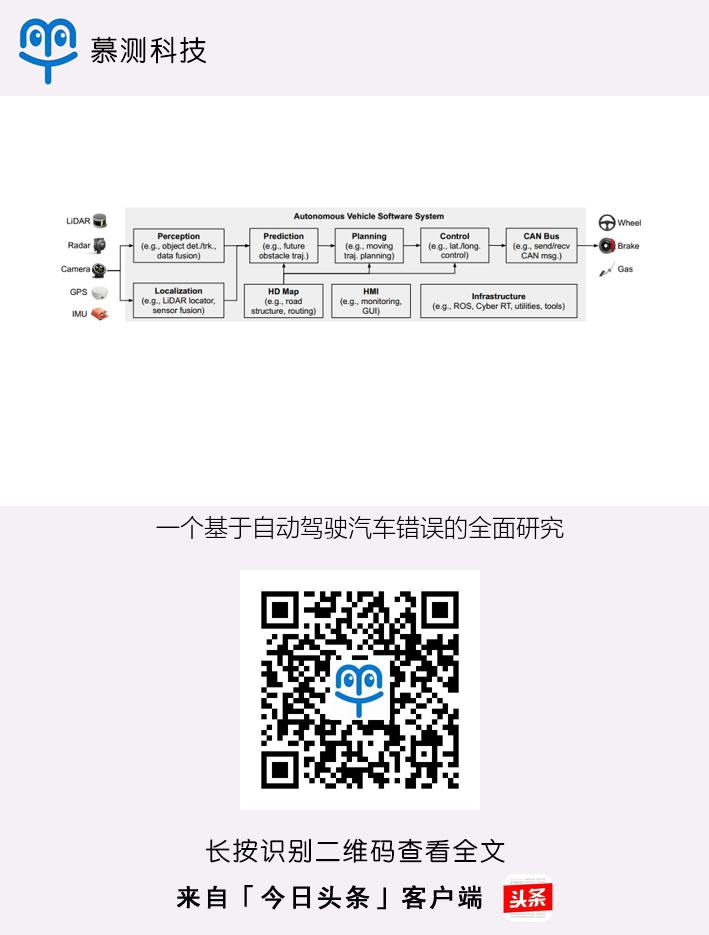 慕测科技
Autonomous Vehicle Software System
LiDAR
Radar
Camera
GPS
IMU
Perception
(e.g., object det./trk.,
data fusion)
Localization
(e.g., LiDAR locator,
sensor fusion)
Prediction
(e.g., future
obstacle traj.)
Planning
(e.g., moving
traj. planning)
Control
(e.g., lat./long.
control)
CAN Bus
(e.g., send/recv
CAN msg.)
HD Map
(e.g., road
structure, routing)
HMI
(e.g., monitoring,
GUI)
Infrastructure
(e.g., ROS, Cyber RT, utilities, tools)
Wheel
Brake
Gas
一个基于自动驾驶汽车错误的全面研究
长按识别二维码查看全文
来自「今日头条」客户端
头条